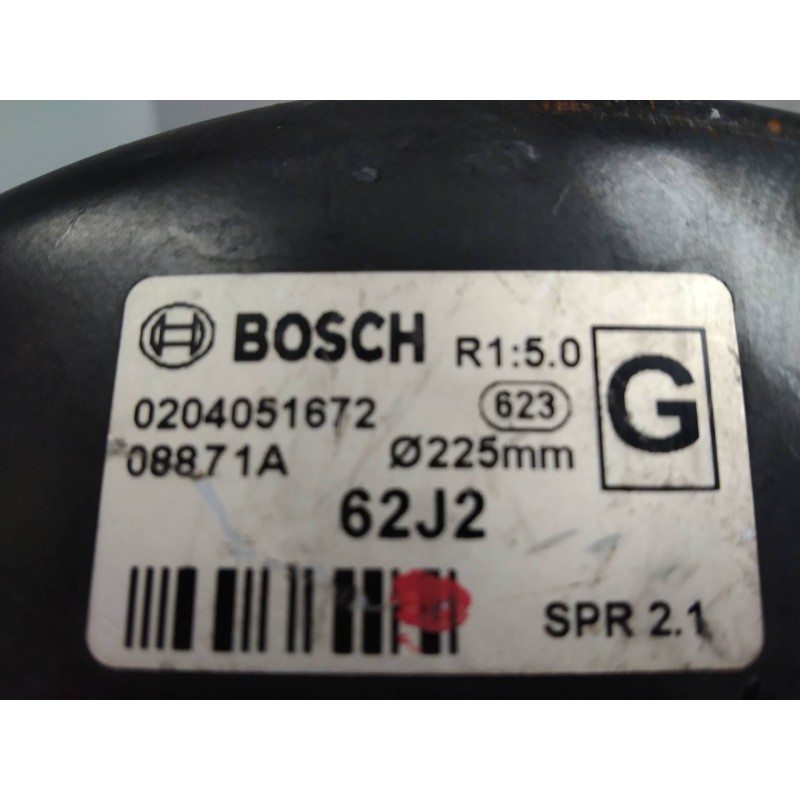 BOSCH R1:5.0 G
0204051672 623
08871A Ø225mm
62J2
SPR 2.1